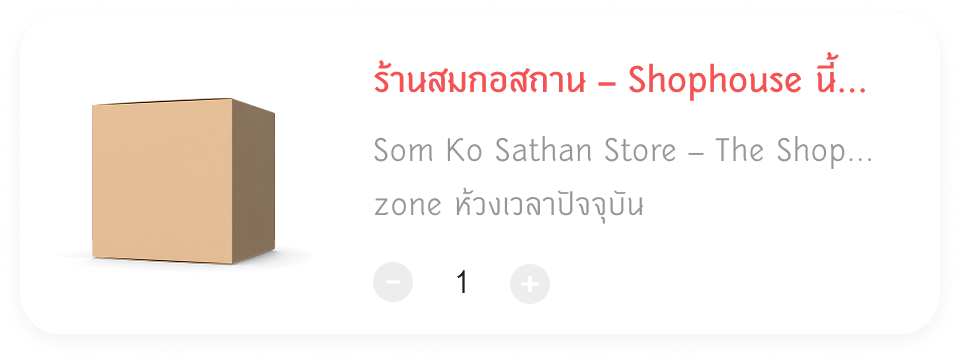 ร้านสมกอสถาน – Shophouse นี้...
Som Ko Sathan Store – The Shop...
zone ห้วงเวลาปัจจุบัน
1